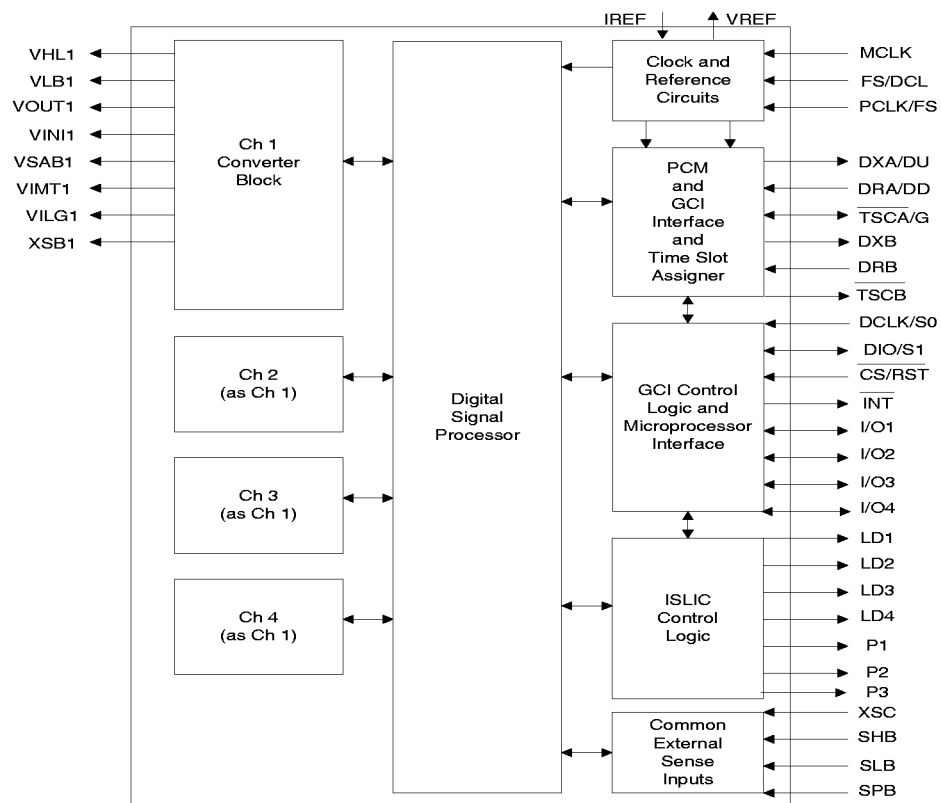 IREF
VREF
VHL1
VLB1
VOUT1
VINI1
VSAB1
VIMT1
VILG1
XSB1
Ch 1
Converter
Block
Ch 2
(as Ch 1)
Ch 3
(as Ch 1)
Ch 4
(as Ch 1)
Digital
Signal
Processor
Clock and
Reference
Circuits
PCM
and
GCI
Interface
and
Time Slot
Assigner
GCI Control
Logic and
Microprocessor
Interface
ISLIC
Control
Logic
Common
External
Sense
Inputs
MCLK
FS/DCL
PCLK/FS
DXA/DU
DRA/DD
TSCA/G
DXB
DRB
TSCB
DCLK/S0
DIO/S1
CS/RST
INT
I/O1
I/O2
I/O3
I/O4
LD1
LD2
LD3
LD4
P1
P2
P3
XSC
SHB
SLB
SPB